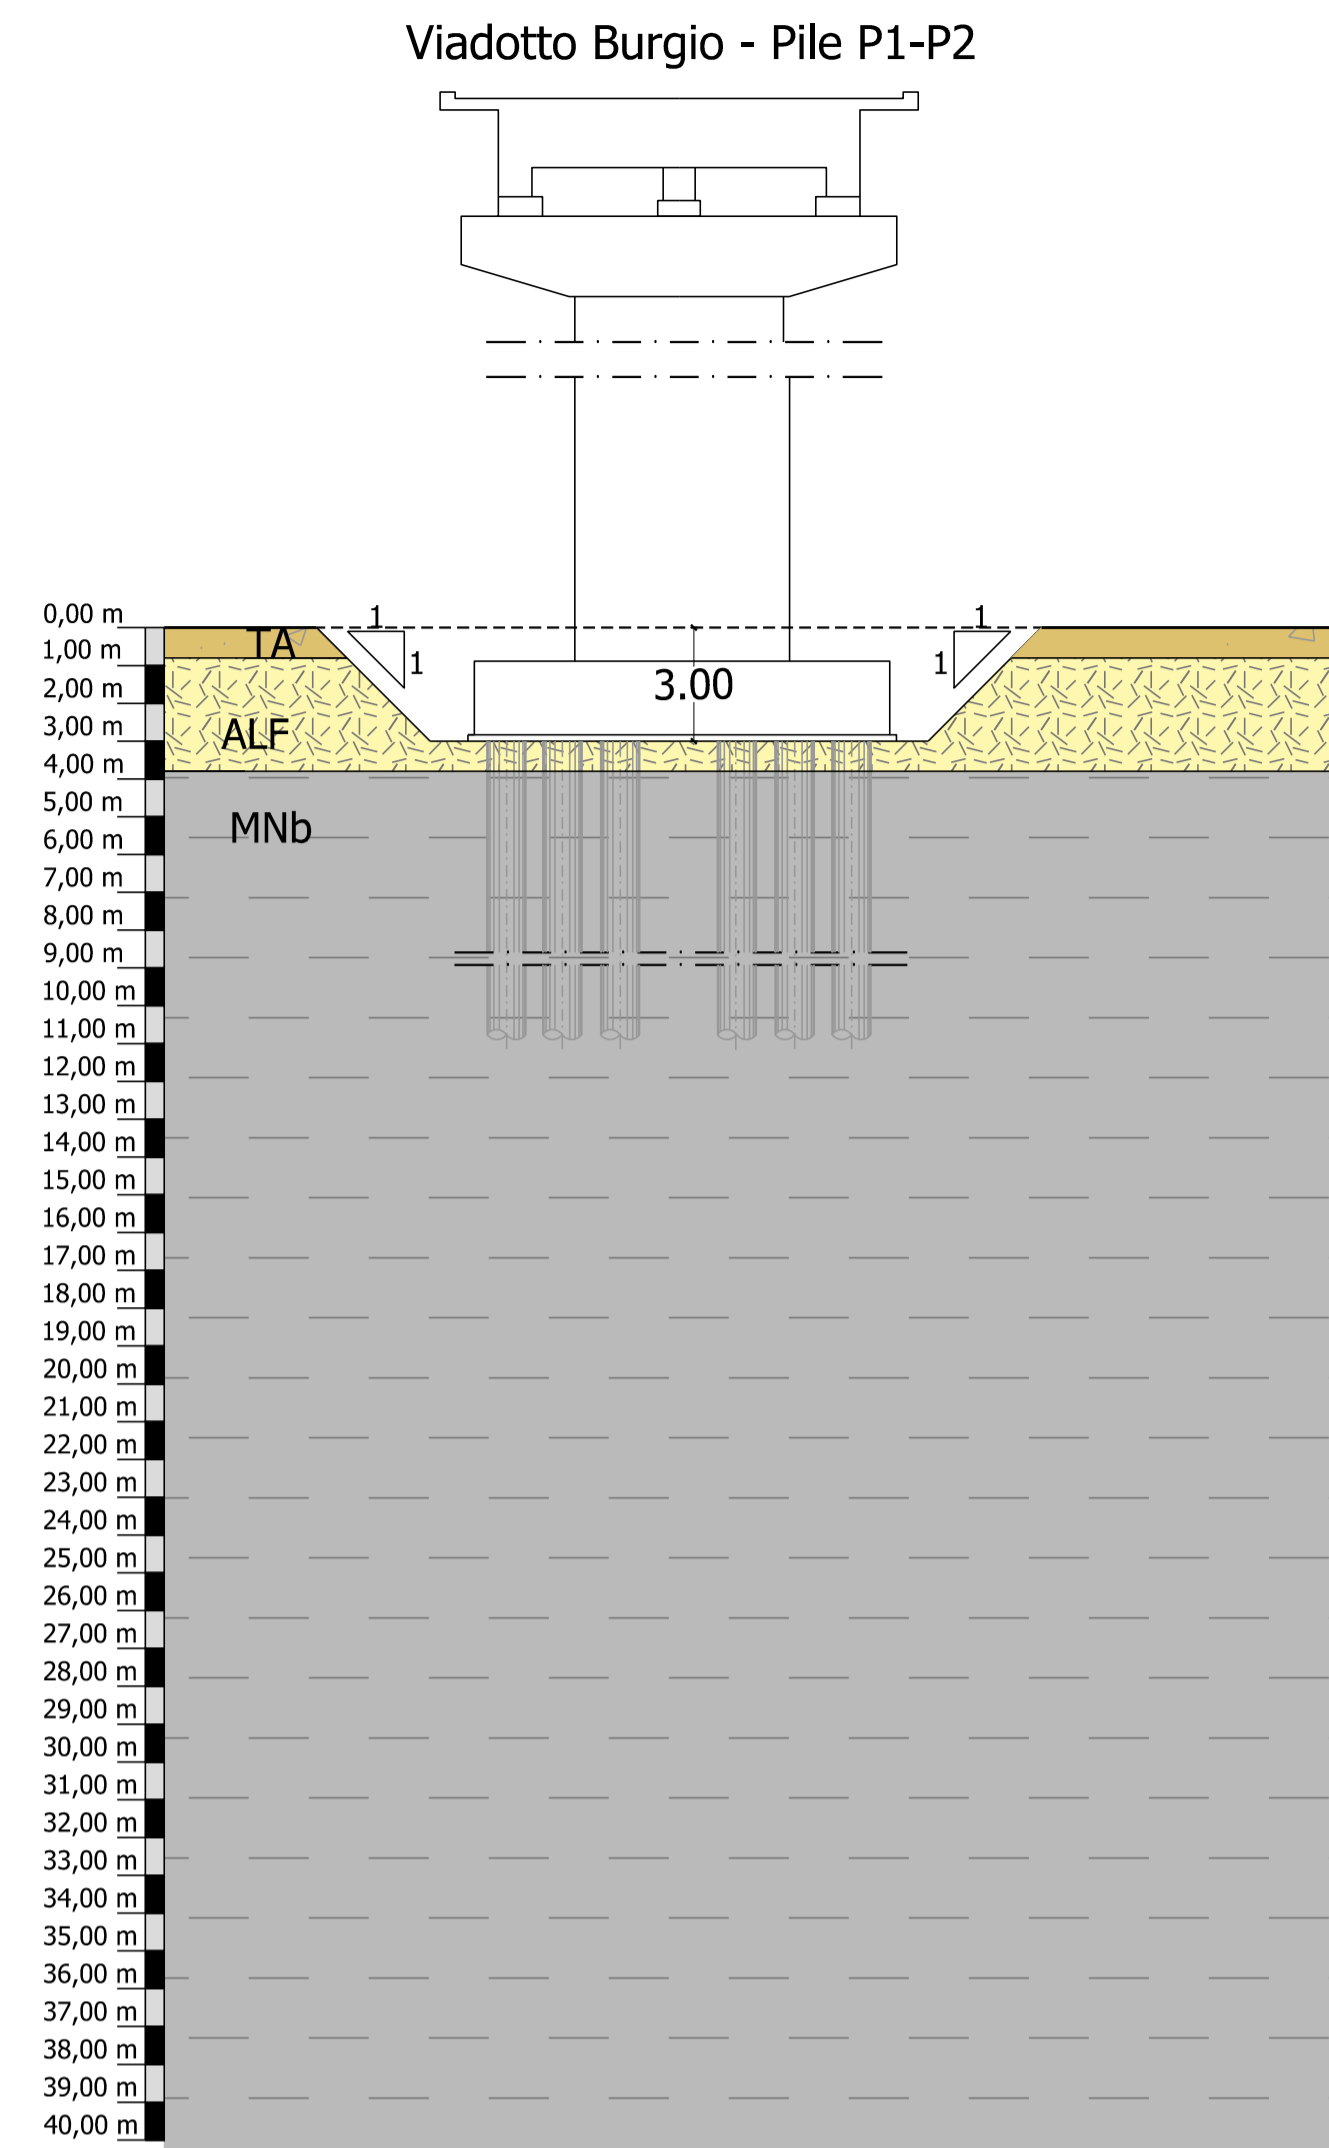 Viadotto Burgio - Pile P1-P2
0,00 m
1
1
TA
1,00 m
1
1
2,00 m
3.00
3,00 m
ALF
4,00 m
5,00 m
MNb
6,00 m
7,00 m
8,00 m
9,00 m
10,00 m
11,00 m
12,00 m
13,00 m
14,00 m
15,00 m
16,00 m
17,00 m
18,00 m
19,00 m
20,00 m
21,00 m
22,00 m
23,00 m
24,00 m
25,00 m
26,00 m
27,00 m
28,00 m
29,00 m
30,00 m
31,00 m
32,00 m
33,00 m
34,00 m
35,00 m
36,00 m
37,00 m
38,00 m
39,00 m
40,00 m